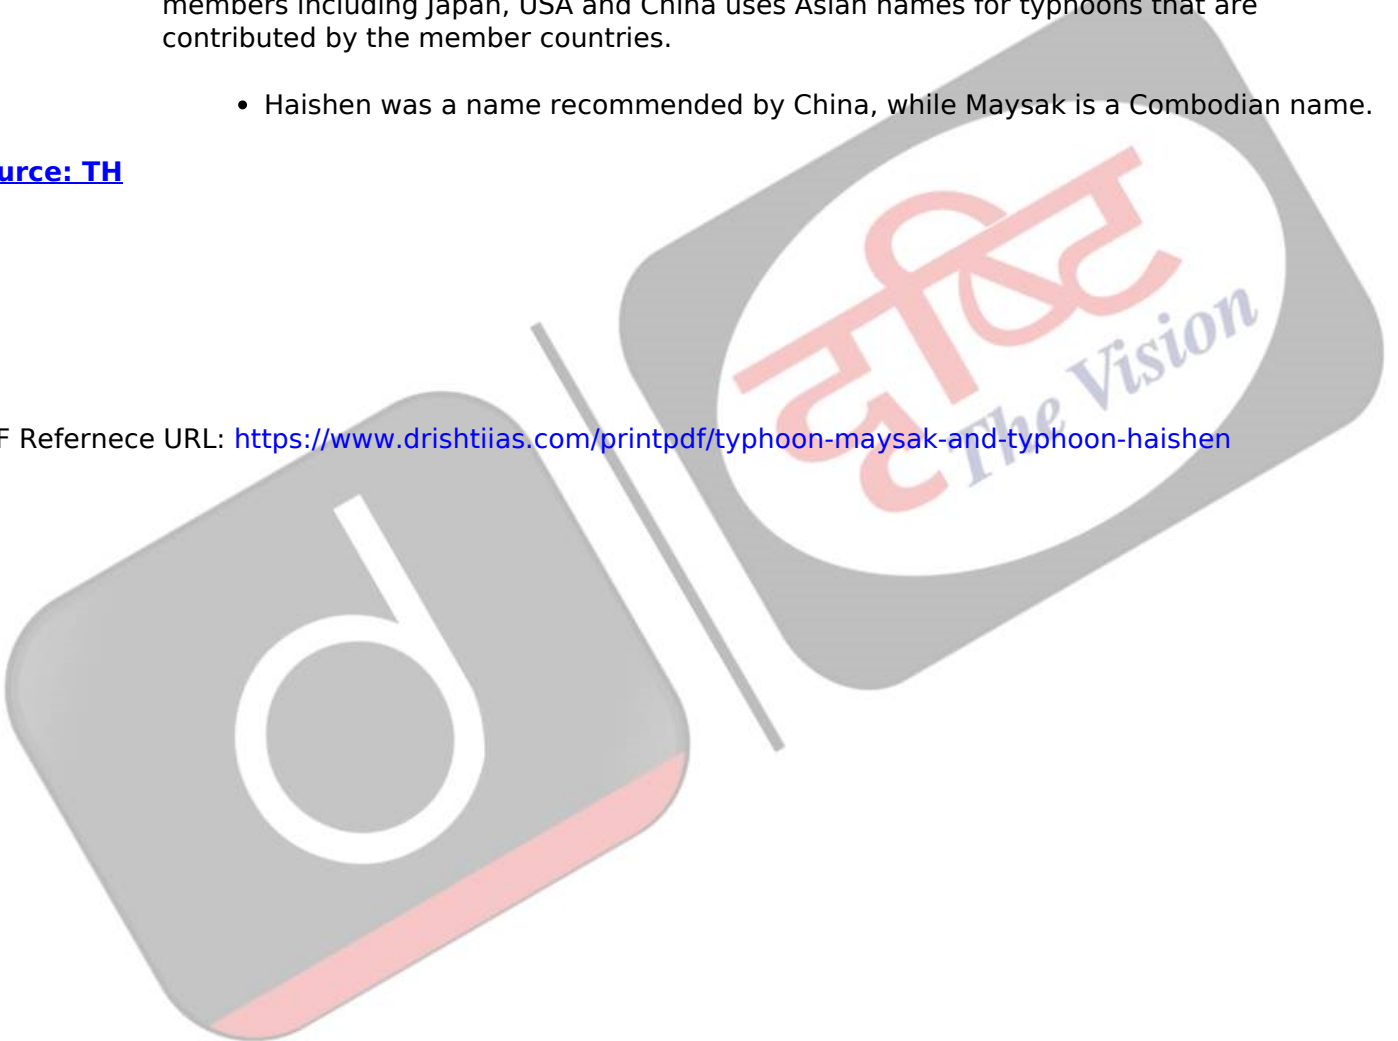 members including Japan, USA and China uses Asian names for typhoons that are
contributed by the member countries.
• Haishen was a name recommended by China, while Maysak is a Combodian name.
urce: TH
दृष्टि
The Vision
F Refernece URL: https://www.drishtiias.com/printpdf/typhoon-maysak-and-typhoon-haishen
d